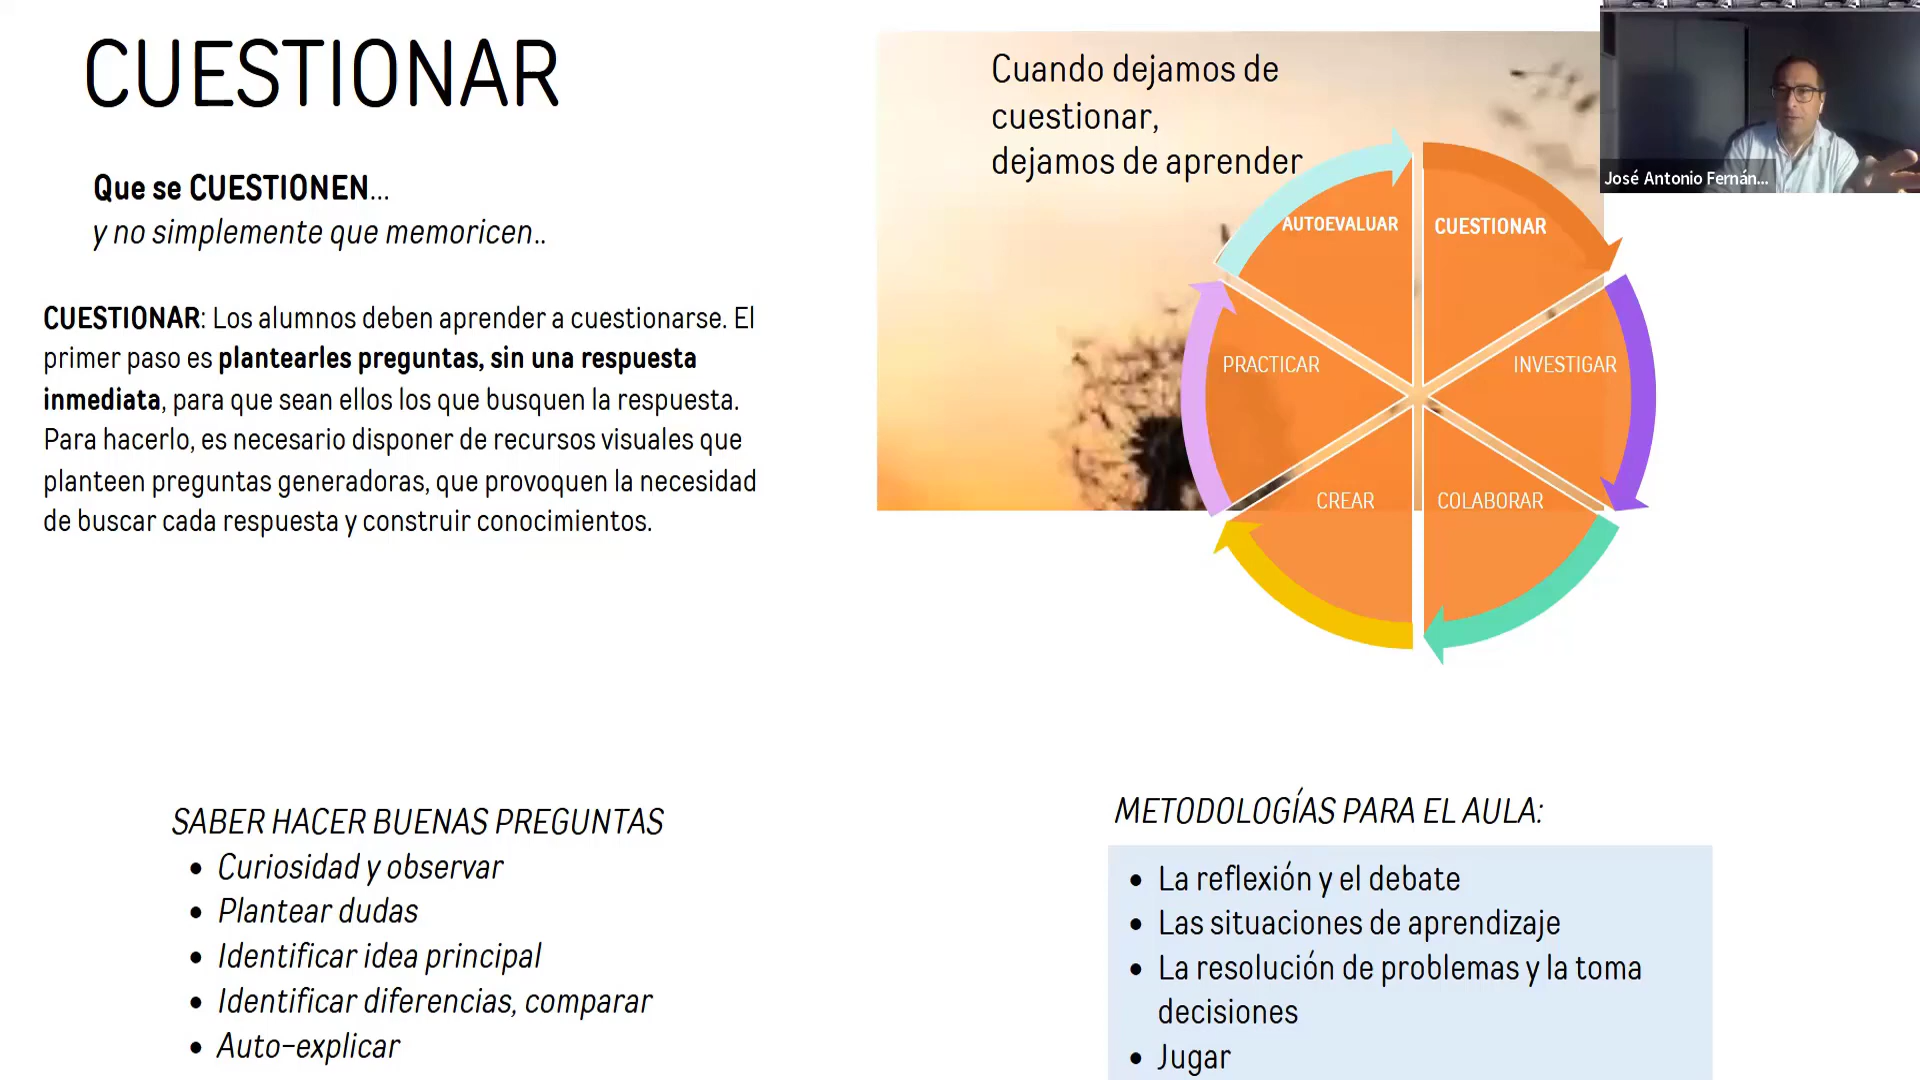 CUESTIONAR
Que se CUESTIONEN...
y no simplemente que memoricen..
CUESTIONAR: Los alumnos deben aprender a cuestionarse. El
primer paso es plantearles preguntas, sin una respuesta
inmediata, para que sean ellos los que busquen la respuesta.
Para hacerlo, es necesario disponer de recursos visuales que
planteen preguntas generadoras, que provoquen la necesidad
de buscar cada respuesta y construir conocimientos.
Cuando dejamos de
cuestionar,
dejamos de aprender
José Antonio Fernán...
AUTOEVALUAR
CUESTIONAR
PRACTICAR
INVESTIGAR
CREAR
COLABORAR
SABER HACER BUENAS PREGUNTAS
• Curiosidad y observar
• Plantear dudas
• Identificar idea principal
• Identificar diferencias, comparar
• Auto-explicar
METODOLOGÍAS PARA EL AULA:
• La reflexión y el debate
• Las situaciones de aprendizaje
• La resolución de problemas y la toma
decisiones
• Jugar